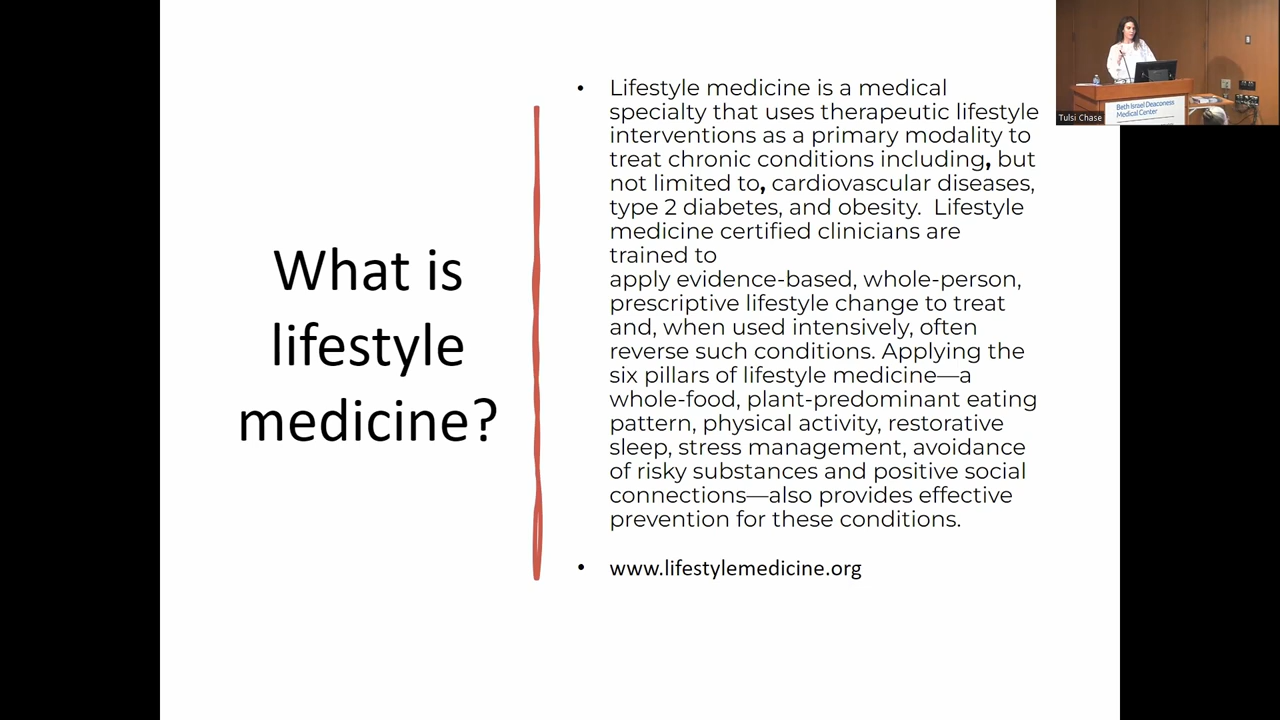 What is
lifestyle
medicine?
• Lifestyle medicine is a medical
specialty that uses therapeutic lifestyle
interventions as a primary modality to
treat chronic conditions including, but
not limited to, cardiovascular diseases,
type 2 diabetes, and obesity.  Lifestyle
medicine certified clinicians are
trained to
apply evidence-based, whole-person,
prescriptive lifestyle change to treat
and, when used intensively, often
reverse such conditions. Applying the
six pillars of lifestyle medicine—a
whole-food, plant-predominant eating
pattern, physical activity, restorative
sleep, stress management, avoidance
of risky substances and positive social
connections—also provides effective
prevention for these conditions.
• www.lifestylemedicine.org
Beth Israel Deaconess
Medical Center
Tulsi Chase